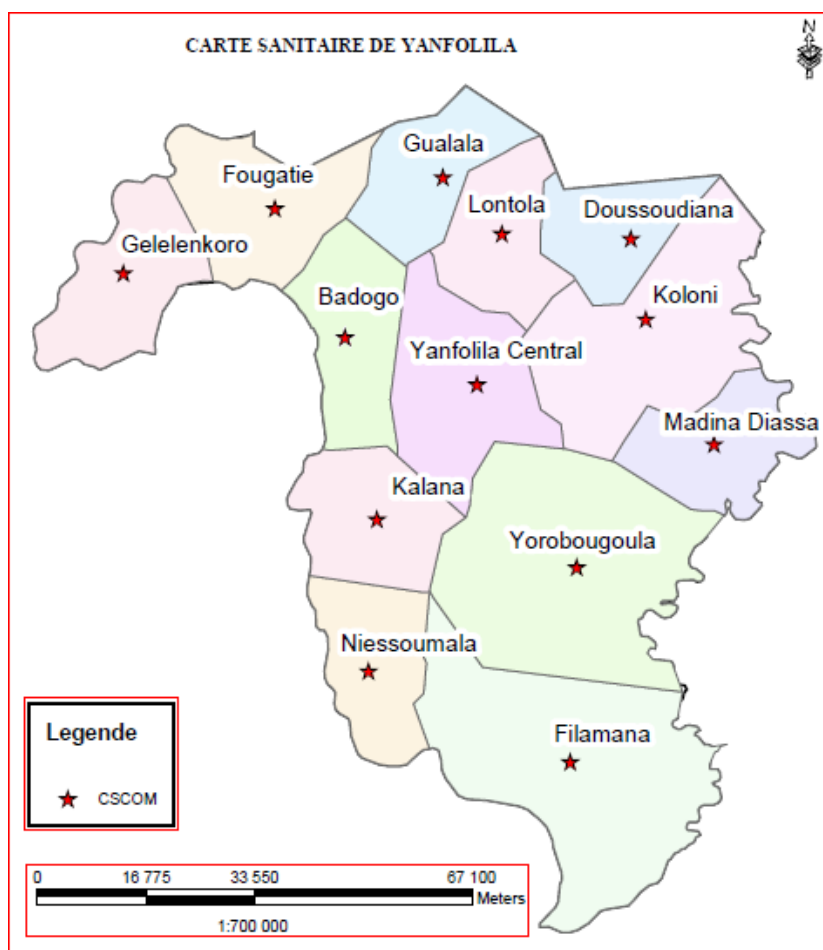 CARTE SANITAIRE DE YANFOLILA
N
Gualala
Fougatie
Lontola
Doussoudiana
Gelelenkoro
Badogo
Koloni
Yanfolila Central
Madina Diassa
Kalana
Yorobougoula
Niessoumala
Filamana
Legende
CSCOM
0 16 775 33 550 67 100
Meters
1:700 000